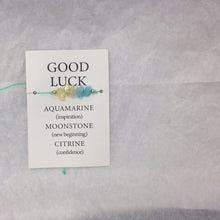 GOOD
LUCK
AQUAMARINE
(inspiration)
MOONSTONE
(new beginning)
CITRINE
(confidence)